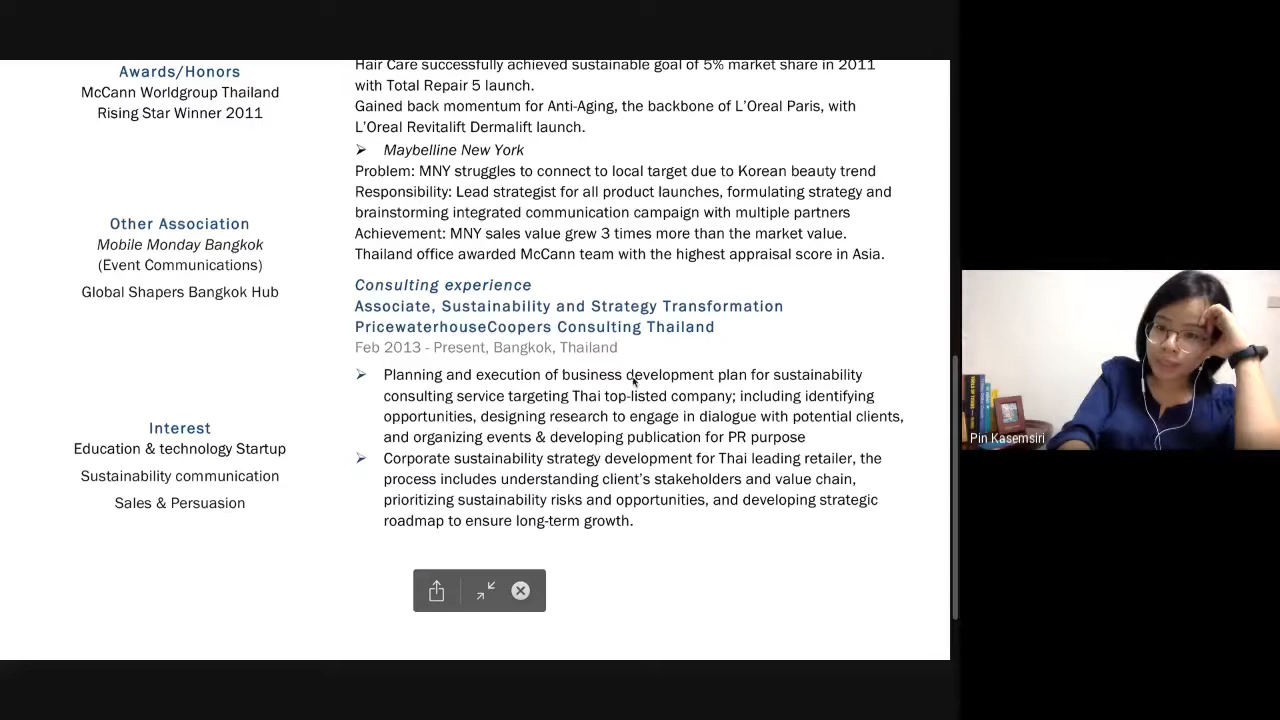 Awards/Honors
McCann Worldgroup Thailand
Rising Star Winner 2011
Other Association
Mobile Monday Bangkok
(Event Communications)
Global Shapers Bangkok Hub
Interest
Education & technology Startup
Sustainability communication
Sales & Persuasion
Hair Care successfully achieved sustainable goal of 5% market share in 2011
with Total Repair 5 launch.
Gained back momentum for Anti-Aging, the backbone of L'Oreal Paris, with
L'Oreal Revitalift Dermalift launch.
Maybelline New York
Problem: MNY struggles to connect to local target due to Korean beauty trend
Responsibility: Lead strategist for all product launches, formulating strategy and
brainstorming integrated communication campaign with multiple partners
Achievement: MNY sales value grew 3 times more than the market value.
Thailand office awarded McCann team with the highest appraisal score in Asia.
Consulting experience
Associate, Sustainability and Strategy Transformation
PricewaterhouseCoopers Consulting Thailand
Feb 2013 - Present, Bangkok, Thailand
Planning and execution of business development plan for sustainability
consulting service targeting Thai top-listed company; including identifying
opportunities, designing research to engage in dialogue with potential clients,
and organizing events & developing publication for PR purpose
Corporate sustainability strategy development for Thai leading retailer, the
process includes understanding client's stakeholders and value chain,
prioritizing sustainability risks and opportunities, and developing strategic
roadmap to ensure long-term growth.
Pin Kasemsiri